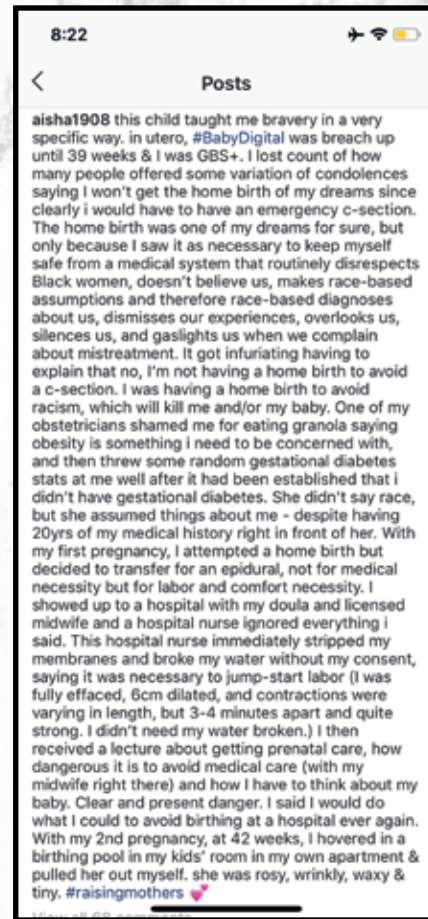 8:22
Posts
aisha1908 this child taught me bravery in a very
specific way. in utero, #BabyDigital was breach up
until 39 weeks & I was GBS+. I lost count of how
many people offered some variation of condolences
saying I won't get the home birth of my dreams since
clearly i would have to have an emergency c-section.
The home birth was one of my dreams for sure, but
only because I saw it as necessary to keep myself
safe from a medical system that routinely disrespects
Black women, doesn't believe us, makes race-based
assumptions and therefore race-based diagnoses
about us, dismisses our experiences, overlooks us,
silences us, and gaslights us when we complain
about mistreatment. It got infuriating having to
explain that no, I'm not having a home birth to avoid
a c-section. I was having a home birth to avoid
racism, which will kill me and/or my baby. One of my
obstetricians shamed me for eating granola saying
obesity is something i need to be concerned with,
and then threw some random gestational diabetes
stats at me well after it had been established that i
didn't have gestational diabetes. She didn't say race,
but she assumed things about me - despite having
20yrs of my medical history right in front of her. With
my first pregnancy, I attempted a home birth but
decided to transfer for an epidural, not for medical
necessity but for labor and comfort necessity. I
showed up to a hospital with my doula and licensed
midwife and a hospital nurse ignored everything i
said. This hospital nurse immediately stripped my
membranes and broke my water without my consent,
saying it was necessary to jump-start labor (I was
fully effaced, 6cm dilated, and contractions were
varying in length, but 3-4 minutes apart and quite
strong. I didn't need my water broken.) I then
received a lecture about getting prenatal care, how
dangerous it is to avoid medical care (with my
midwife right there) and how I have to think about my
baby. Clear and present danger. I said I would do
what I could to avoid birthing at a hospital ever again.
With my 2nd pregnancy, at 42 weeks, I hovered in a
birthing pool in my kids' room in my own apartment &
pulled her out myself. she was rosy, wrinkly, waxy &
tiny. #raisingmothers 💕
View all 68 comments